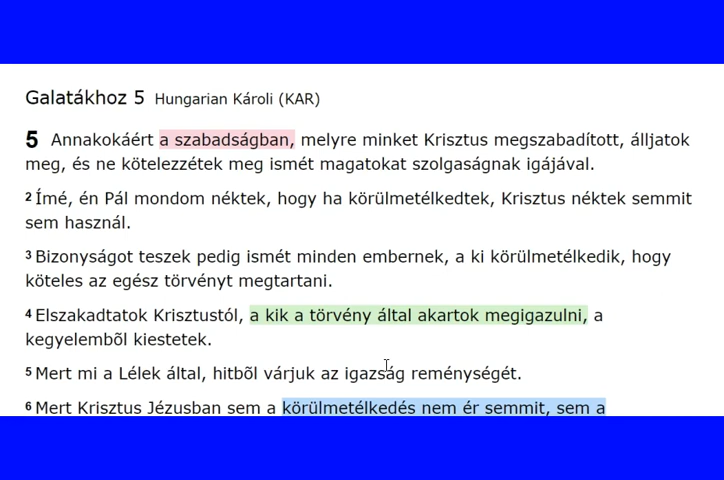 Galatákhoz 5 Hungarian Károli (KAR)
5 Annakokáért a szabadságban, melyre minket Krisztus megszabadított, álljatok
meg, és ne kötelezzétek meg ismét magatokat szolgaságnak igájával.
2 Ímé, én Pál mondom néktek, hogy ha körülmetélkedtek, Krisztus néktek semmit
sem használ.
3 Bizonyságot teszek pedig ismét minden embernek, a ki körülmetélkedik, hogy
köteles az egész törvényt megtartani.
4 Elszakadtatok Krisztustól, a kik a törvény által akartok megigazulni, a
kegyelembõl kiestetek.
5 Mert mi a Lélek által, hitbõl várjuk az igazság reménységét.
6 Mert Krisztus Jézusban sem a körülmetélkedés nem ér semmit, sem a